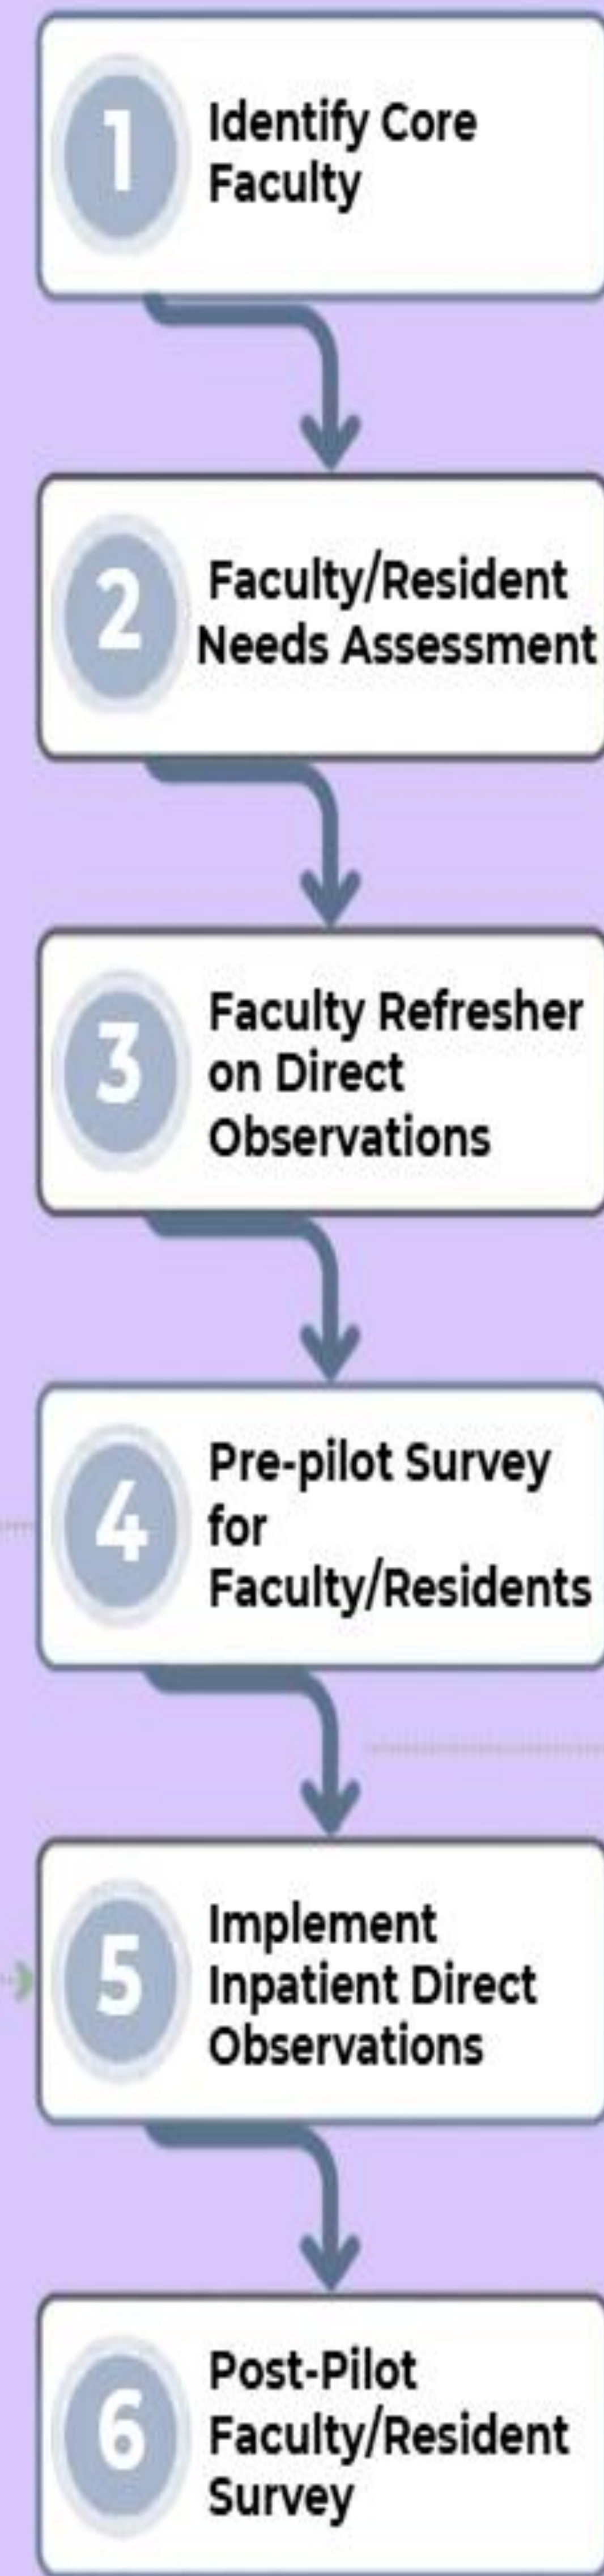 1
Identify Core
Faculty
2
Faculty/Resident
Needs Assessment
3
Faculty Refresher
on Direct
Observations
4
Pre-pilot Survey
for
Faculty/Residents
5
Implement
Inpatient Direct
Observations
6
Post-Pilot
Faculty/Resident
Survey